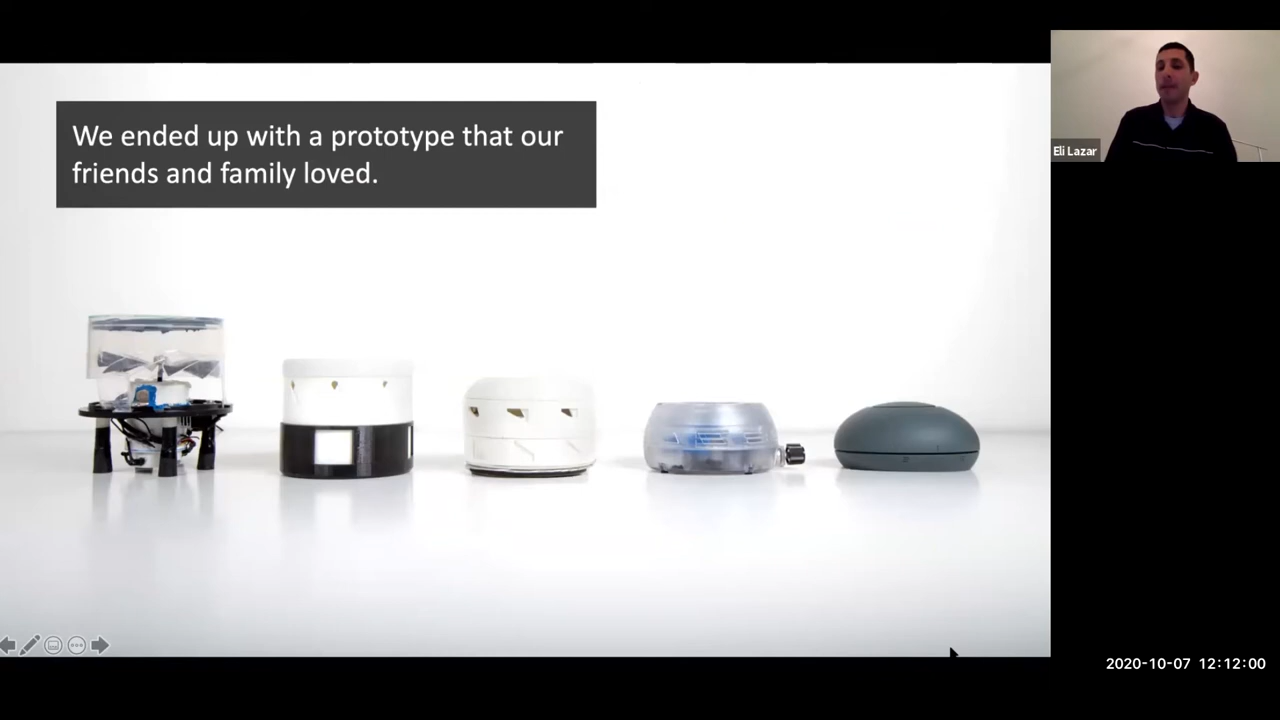 We ended up with a prototype that our
friends and family loved.
Eli Lazar
2020-10-07 12:12:00